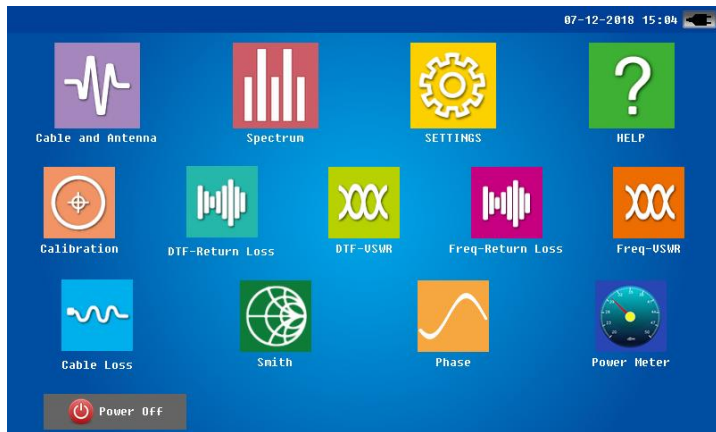 07-12-2018 15:04
Cable and Antenna
Spectrum
SETTINGS
HELP
Calibration
DTF-Return Loss
DTF-VSWR
Freq-Return Loss
Freq-VSWR
Cable Loss
Smith
Phase
Power Meter
Power Off